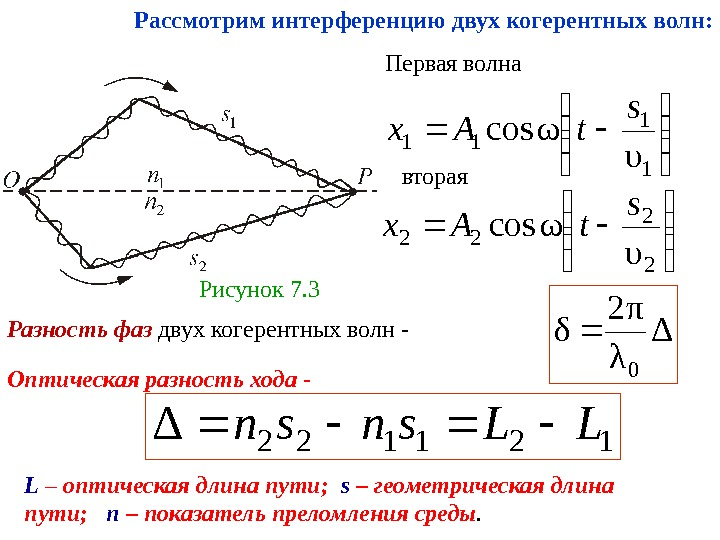 Рассмотрим интерференцию двух когерентных волн:
Первая волна
x₁ = A₁ cos ω ( t − s₁/υ₁ )
вторая
x₂ = A₂ cos ω ( t − s₂/υ₂ )
O n₁ n₂ s₁ s₂ P
Рисунок 7.3
Разность фаз двух когерентных волн -
δ = 2π/λ₀ Δ
Оптическая разность хода -
Δ = n₂s₂ − n₁s₁ = L₂ − L₁
L – оптическая длина пути; s – геометрическая длина
пути; n – показатель преломления среды.